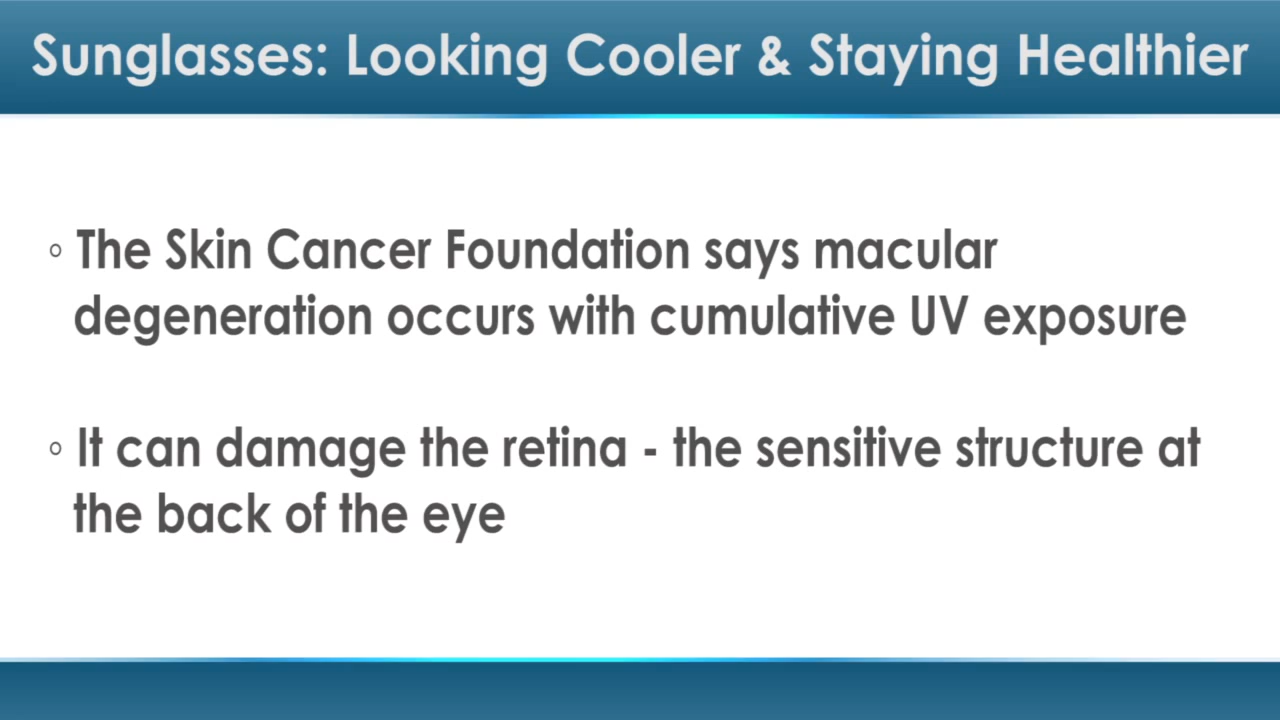 Sunglasses: Looking Cooler & Staying Healthier
◦ The Skin Cancer Foundation says macular
degeneration occurs with cumulative UV exposure
◦ It can damage the retina - the sensitive structure at
the back of the eye